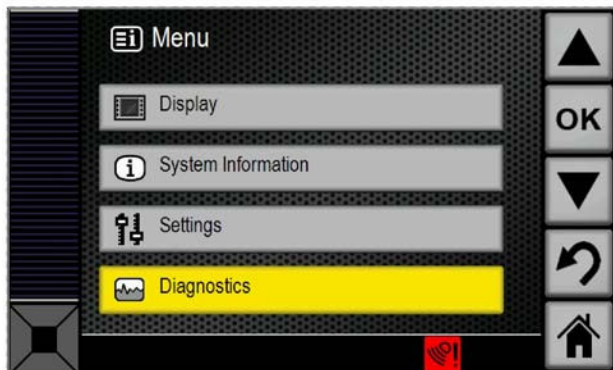 Menu
Display
OK
System Information
Settings
Diagnostics